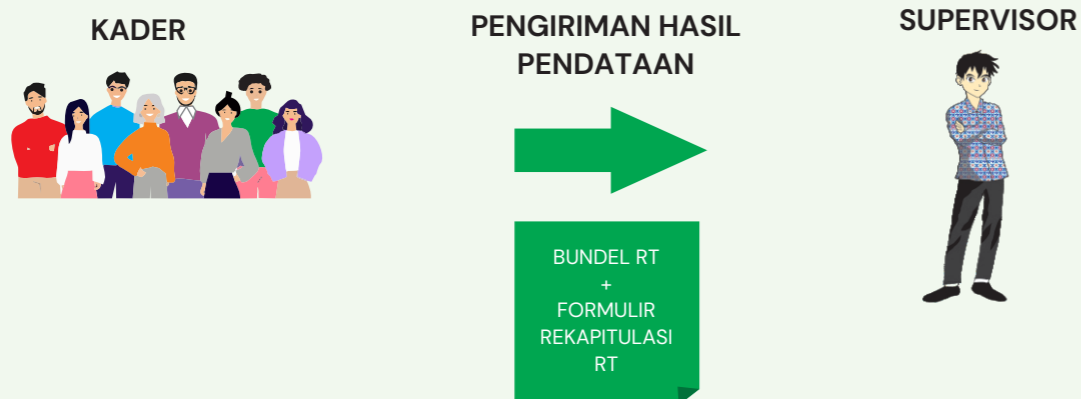 KADER
PENGIRIMAN HASIL
PENDATAAN
SUPERVISOR
BUNDEL RT
+
FORMULIR
REKAPITULASI
RT